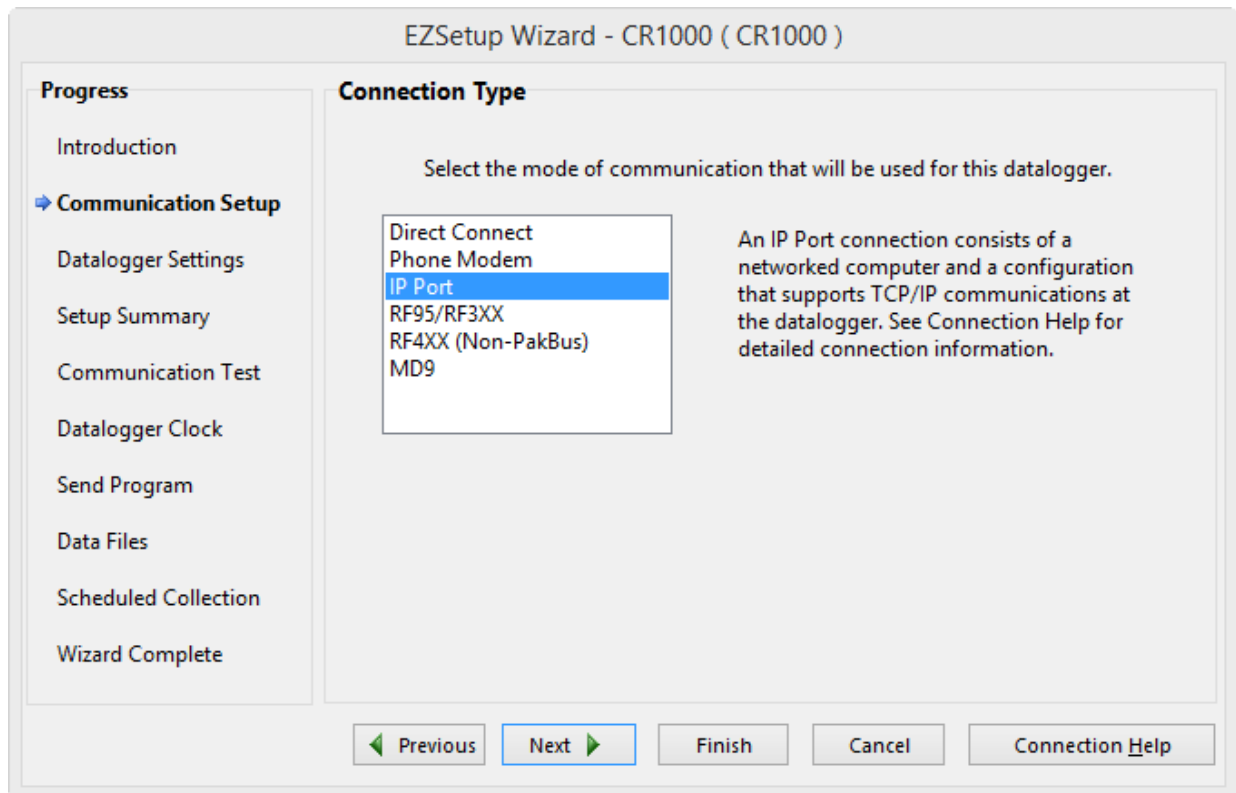 EZSetup Wizard - CR1000 ( CR1000 )
Progress
Introduction
Communication Setup
Datalogger Settings
Setup Summary
Communication Test
Datalogger Clock
Send Program
Data Files
Scheduled Collection
Wizard Complete
Connection Type
Select the mode of communication that will be used for this datalogger.
Direct Connect
Phone Modem
IP Port
RF95/RF3XX
RF4XX (Non-PakBus)
MD9
An IP Port connection consists of a
networked computer and a configuration
that supports TCP/IP communications at
the datalogger. See Connection Help for
detailed connection information.
Previous Next Finish Cancel Connection Help